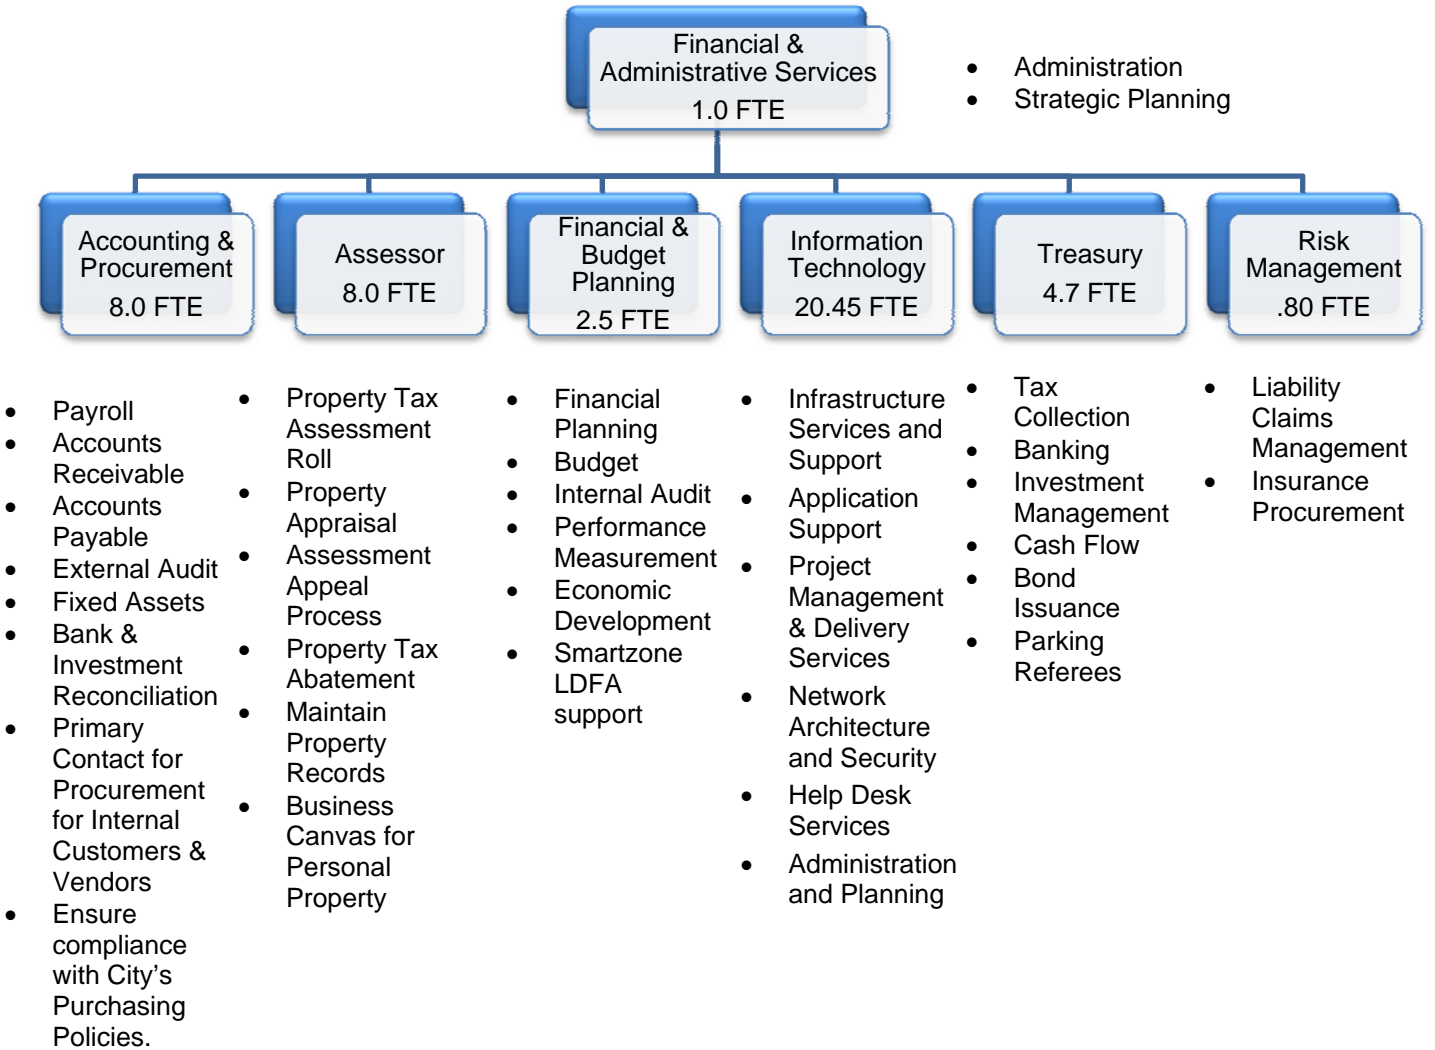 Financial &
Administrative Services
1.0 FTE
• Administration
• Strategic Planning
Accounting &
Procurement
8.0 FTE
Assessor
8.0 FTE
Financial &
Budget
Planning
2.5 FTE
Information
Technology
20.45 FTE
Treasury
4.7 FTE
Risk
Management
.80 FTE
• Payroll
• Accounts
Receivable
• Accounts
Payable
• External Audit
• Fixed Assets
• Bank &
Investment
Reconciliation
• Primary
Contact for
Procurement
for Internal
Customers &
Vendors
• Ensure
compliance
with City’s
Purchasing
Policies.
• Property Tax
Assessment
Roll
• Property
Appraisal
• Assessment
Appeal
Process
• Property Tax
Abatement
• Maintain
Property
Records
• Business
Canvas for
Personal
Property
• Financial
Planning
• Budget
• Internal Audit
• Performance
Measurement
• Economic
Development
• Smartzone
LDFA
support
• Infrastructure
Services and
Support
• Application
Support
• Project
Management
& Delivery
Services
• Network
Architecture
and Security
• Help Desk
Services
• Administration
and Planning
• Tax
Collection
• Banking
• Investment
Management
• Cash Flow
• Bond
Issuance
• Parking
Referees
• Liability
Claims
Management
• Insurance
Procurement